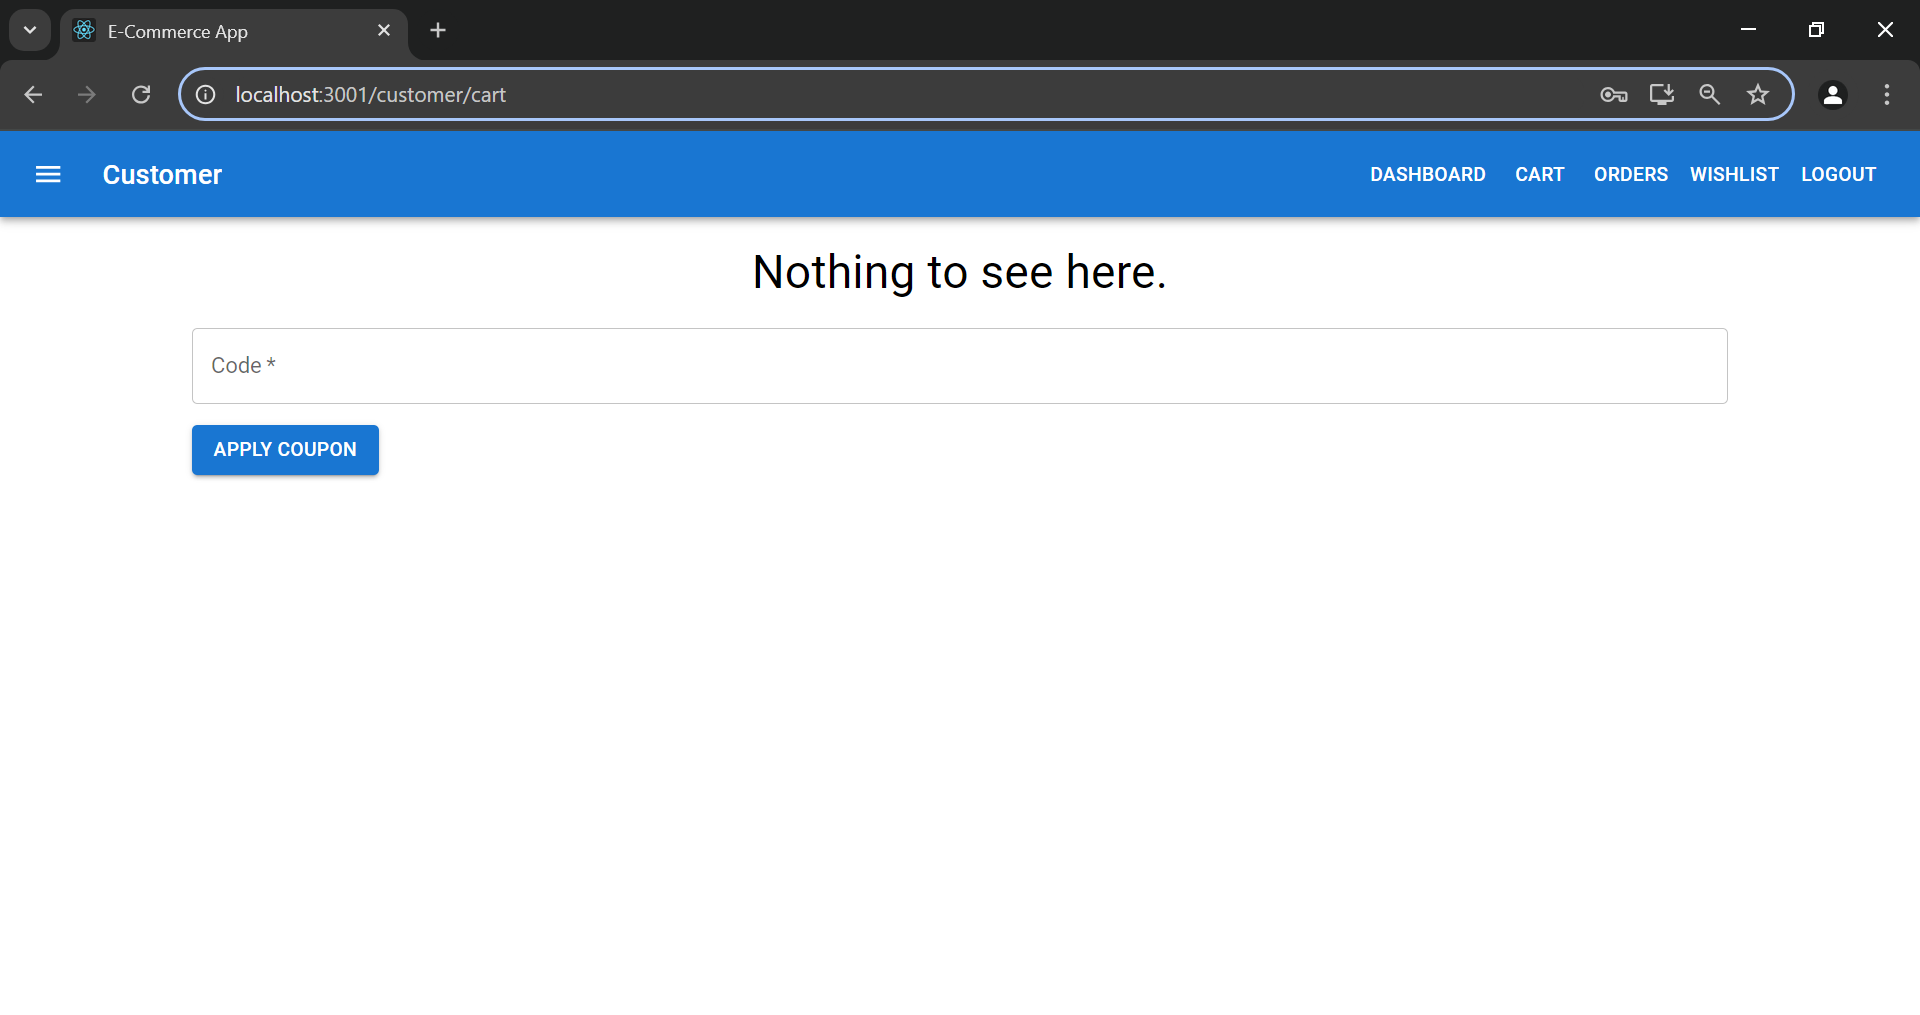 E-Commerce App
localhost:3001/customer/cart
Customer
DASHBOARD CART ORDERS WISHLIST LOGOUT
Nothing to see here.
Code *
APPLY COUPON